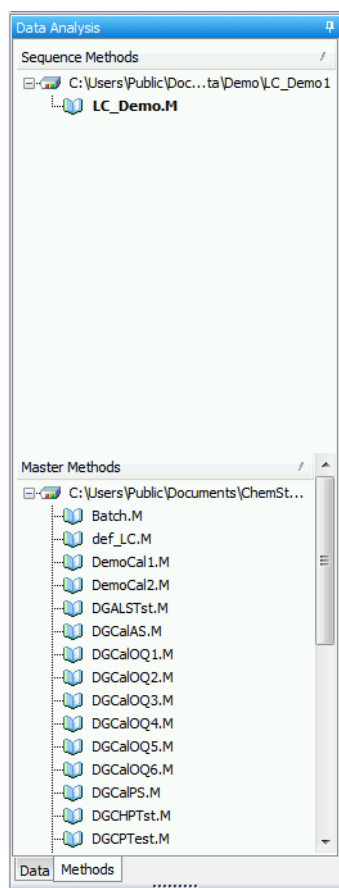 Data Analysis
Sequence Methods
C:\Users\Public\Doc...ta\Demo\LC_Demo1
LC_Demo.M
Master Methods
C:\Users\Public\Documents\ChemSt...
Batch.M
def_LC.M
DemoCal1.M
DemoCal2.M
DGALSTst.M
DGCalAS.M
DGCalOQ1.M
DGCalOQ2.M
DGCalOQ3.M
DGCalOQ4.M
DGCalOQ5.M
DGCalOQ6.M
DGCalPS.M
DGCHPTst.M
DGCPTest.M
Data Methods